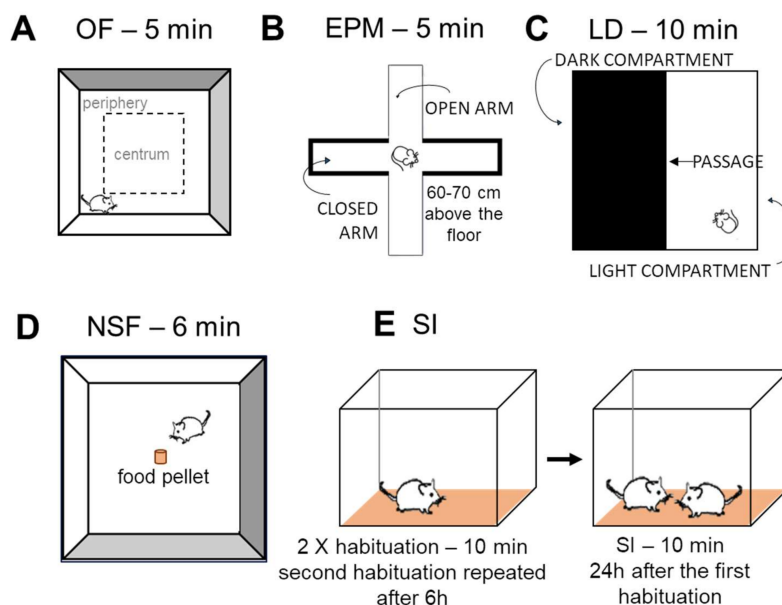 A
OF – 5 min
periphery
centrum
B
EPM – 5 min
OPEN ARM
CLOSED
ARM
60-70 cm
above the
floor
C
LD – 10 min
DARK COMPARTMENT
PASSAGE
LIGHT COMPARTMENT
D
NSF – 6 min
food pellet
E
SI
2 X habituation – 10 min
second habituation repeated
after 6h
SI – 10 min
24h after the first
habituation